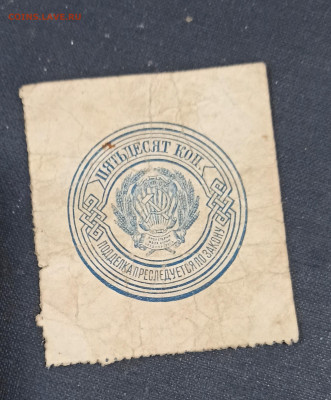 ПЯТЬДЕСЯТ КОП.
ПОДДЕЛКА ПРЕСЛЕДУЕТСЯ ПО ЗАКОНУ